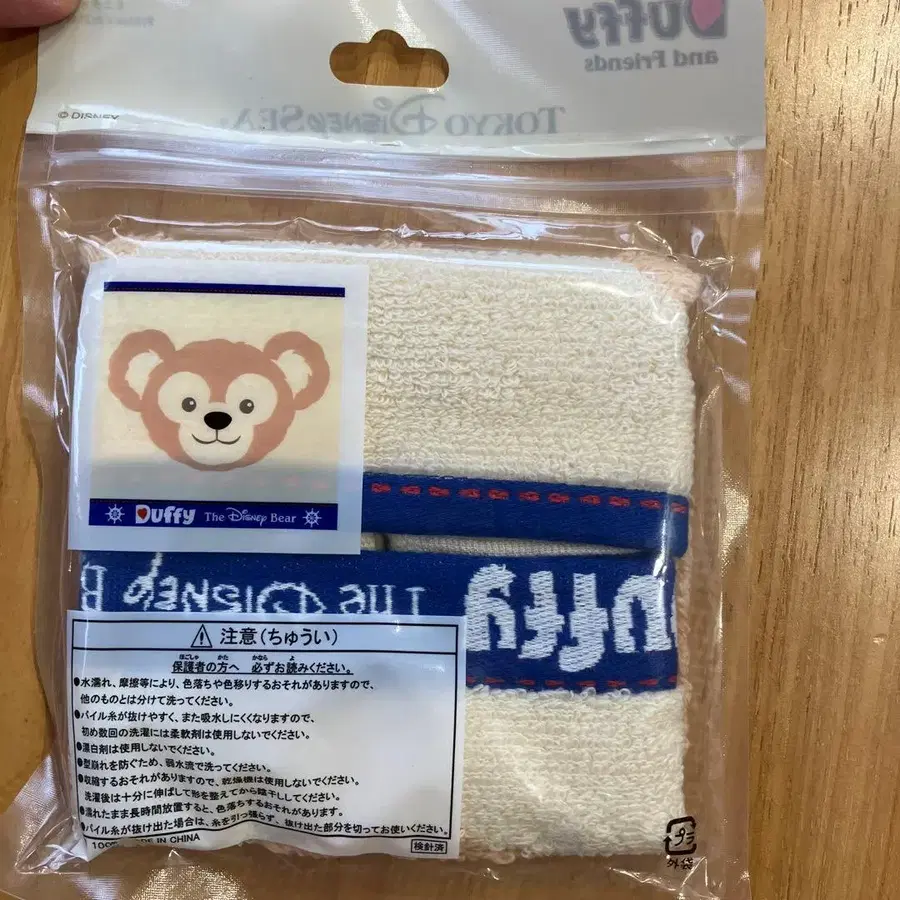 Duffy
and Friends
© DISNEY
TOKYO DISNEYSEA®
Duffy The Disney Bear
Duffy THE DISNEY B
注意(ちゅうい)
ほごしゃ かた かなら よ
保護者の方へ 必ずお読みください。
●水濡れ、摩擦等により、色落ちや色移りするおそれがありますので、
他のものとは分けて洗ってください。
●パイル糸が抜けやすく、また吸水しにくくなりますので、
初め数回の洗濯には柔軟剤は使用しないでください。
●漂白剤は使用しないでください。
●型崩れを防ぐため、弱水流で洗ってください。
●収縮するおそれがありますので、乾燥機は使用しないでください。
洗濯後は十分に伸ばして形を整えてから陰干ししてください。
●濡れたまま長時間放置すると、色落ちするおそれがあります。
●パイル糸が抜け出た場合は、糸を引っ張らず、抜け出た部分を切ってお使いください。
MADE IN CHINA
検針済
プラ